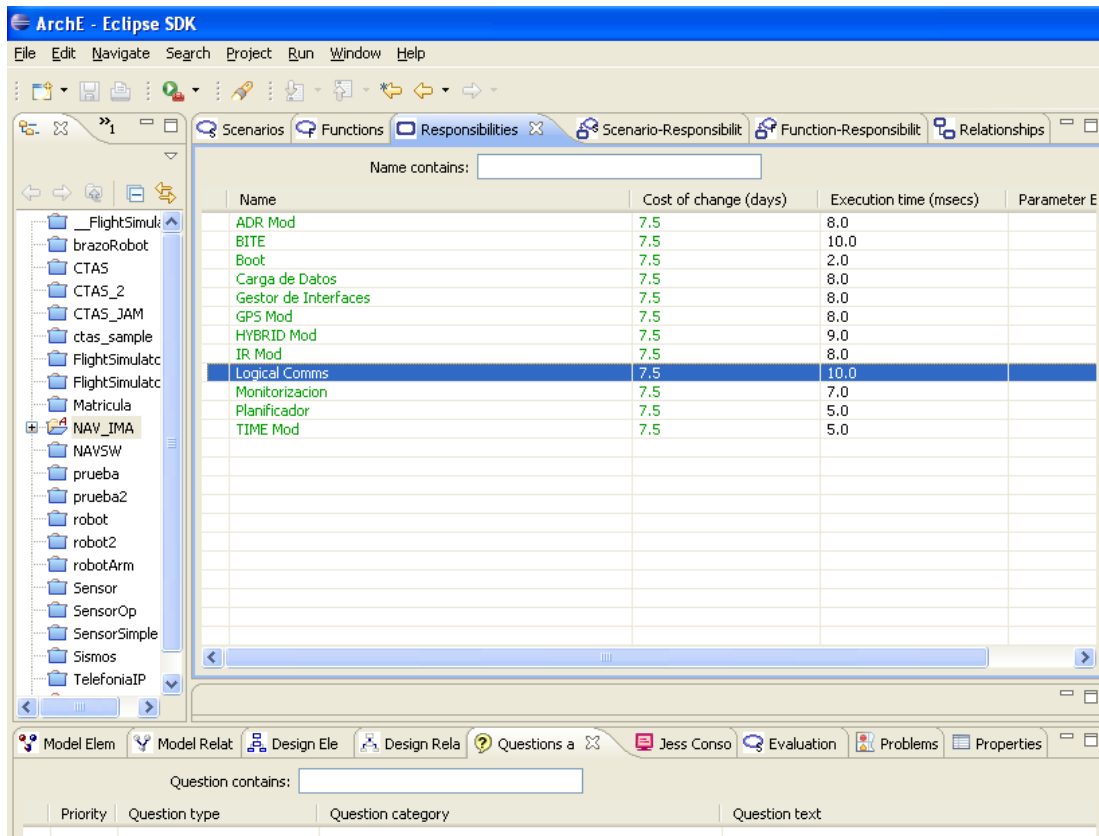 ArchE - Eclipse SDK
File Edit Navigate Search Project Run Window Help
»1
Scenarios Functions Responsibilities Scenario-Responsibilit Function-Responsibilit Relationships
Name contains:
Name Cost of change (days) Execution time (msecs) Parameter E
ADR Mod 7.5 8.0
BITE 7.5 10.0
Boot 7.5 2.0
Carga de Datos 7.5 8.0
Gestor de Interfaces 7.5 8.0
GPS Mod 7.5 8.0
HYBRID Mod 7.5 9.0
IR Mod 7.5 8.0
Logical Comms 7.5 10.0
Monitorizacion 7.5 7.0
Planificador 7.5 5.0
TIME Mod 7.5 5.0
__FlightSimula
brazoRobot
CTAS
CTAS_2
CTAS_JAM
ctas_sample
FlightSimulatc
FlightSimulatc
Matricula
NAV_IMA
NAVSW
prueba
prueba2
robot
robot2
robotArm
Sensor
SensorOp
SensorSimple
Sismos
TelefoniaIP
Model Elem Model Relat Design Ele Design Rela Questions a Jess Conso Evaluation Problems Properties
Question contains:
Priority Question type Question category Question text